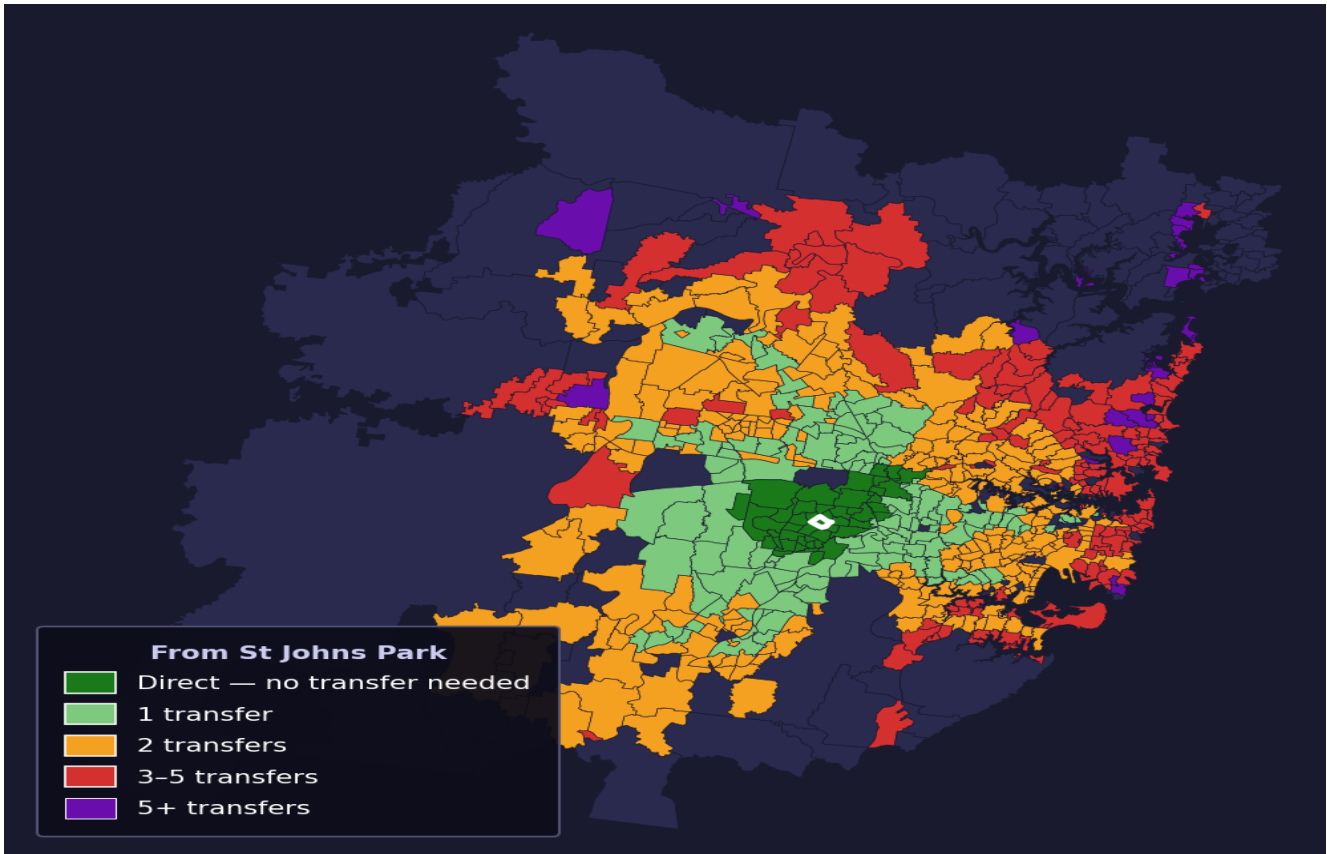 From St Johns Park
Direct — no transfer needed
1 transfer
2 transfers
3–5 transfers
5+ transfers